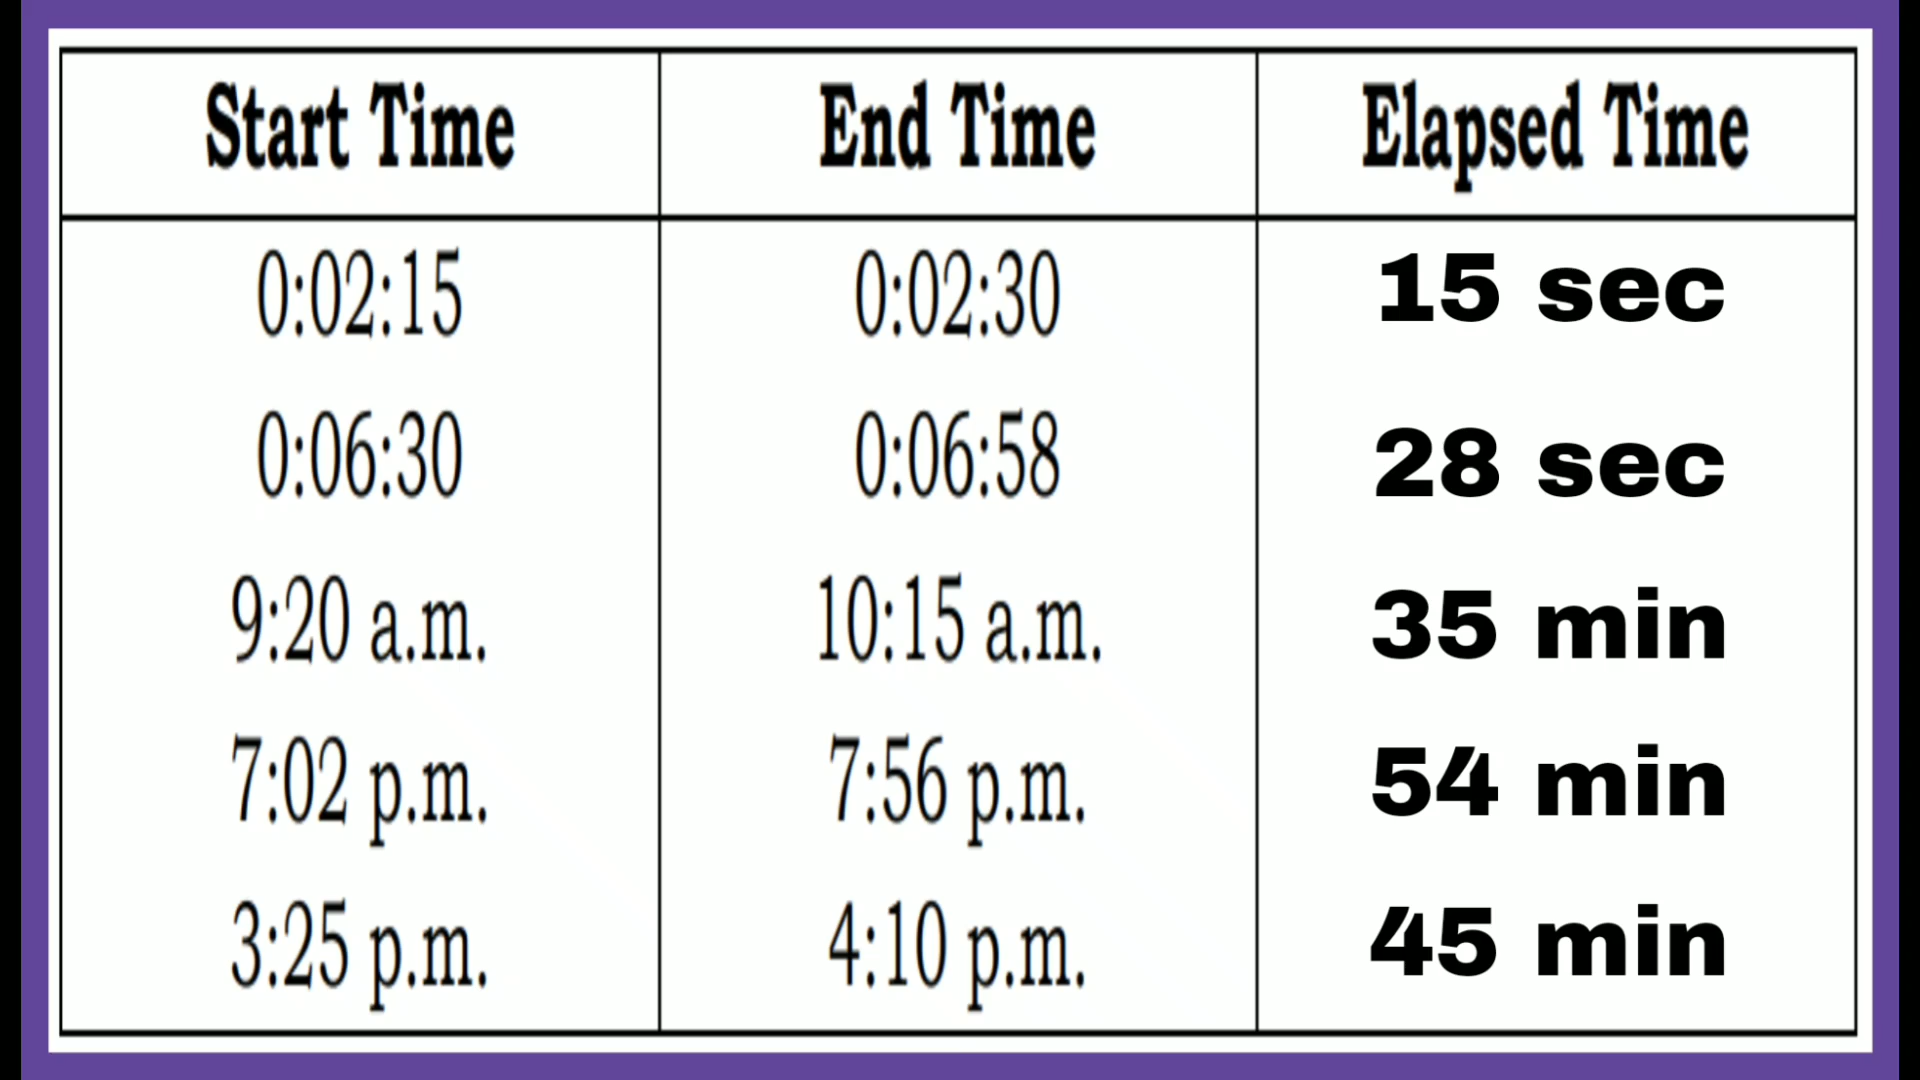 Start Time End Time Elapsed Time
0:02:15 0:02:30 15 sec
0:06:30 0:06:58 28 sec
9:20 a.m. 10:15 a.m. 35 min
7:02 p.m. 7:56 p.m. 54 min
3:25 p.m. 4:10 p.m. 45 min